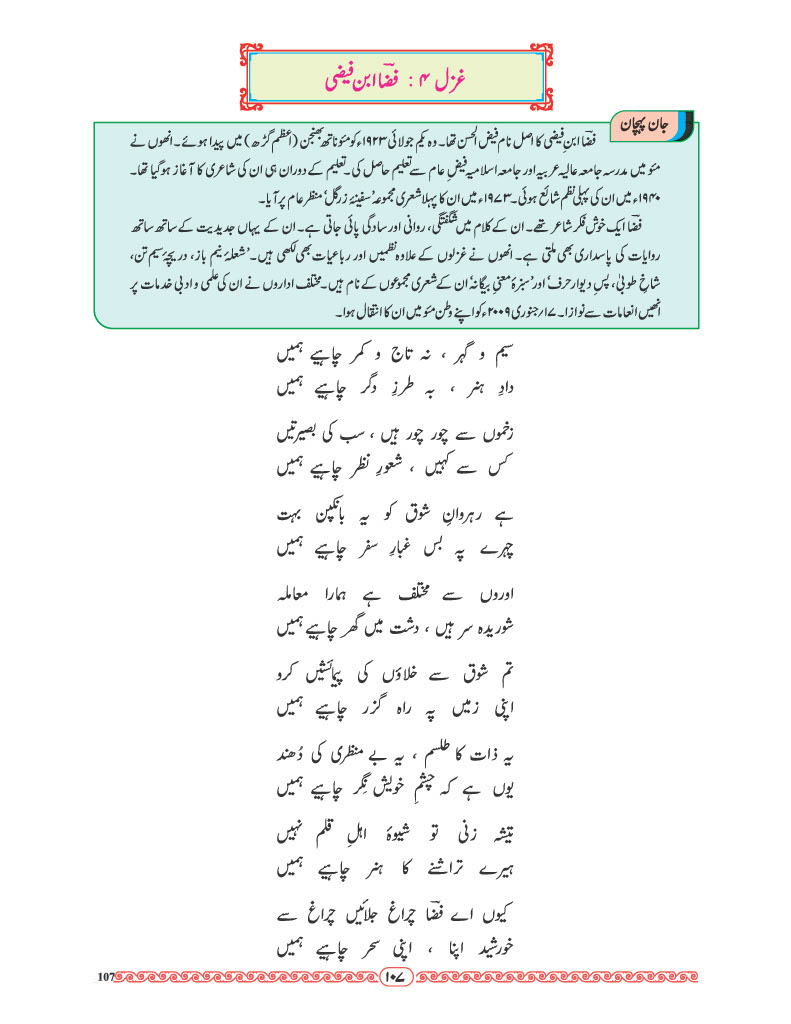 غزل ۴ : فضاؔ ابن فیضی
جان پہچان
فضاؔ ابنِ فیضی کا اصل نام فیض الحسن تھا۔ وہ یکم جولائی ۱۹۲۳ء کو مئو ناتھ بھنجن (اعظم گڑھ) میں پیدا ہوئے۔ انھوں نے
مئو میں مدرسہ جامعہ عالیہ عربیہ اور جامعہ اسلامیہ فیضِ عام سے تعلیم حاصل کی۔ تعلیم کے دوران ہی ان کی شاعری کا آغاز ہوگیا تھا۔
۱۹۴۰ء میں ان کی پہلی نظم شائع ہوئی۔ ۱۹۷۳ء میں ان کا پہلا شعری مجموعہ ’سفینۂ زرِگل‘ منظرِ عام پر آیا۔
فضاؔ ایک خوش فکر شاعر تھے۔ ان کے کلام میں شگفتگی، روانی اور سادگی پائی جاتی ہے۔ ان کے یہاں جدیدیت کے ساتھ ساتھ
روایات کی پاسداری بھی ملتی ہے۔ انھوں نے غزلوں کے علاوہ نظمیں اور رباعیات بھی لکھی ہیں۔ ’شعلۂ نیم باز، دریچۂ سیم تن،
شاخِ طوبیٰ، پسِ دیوارِ حرف‘ اور ’سبزۂ معنیِ بیگانہ‘ ان کے شعری مجموعوں کے نام ہیں۔ مختلف اداروں نے ان کی علمی و ادبی خدمات پر
انھیں انعامات سے نوازا۔ ۱۷؍ جنوری ۲۰۰۹ء کو اپنے وطن مئو میں ان کا انتقال ہوا۔
سیم و گہر ، نہ تاج و کمر چاہیے ہمیں
دادِ ہنر ، بہ طرزِ دگر چاہیے ہمیں
زخموں سے چور چور ہیں ، سب کی بصیرتیں
کس سے کہیں ، شعورِ نظر چاہیے ہمیں
ہے رہروانِ شوق کو یہ بانکپن بہت
چہرے پہ بس غبارِ سفر چاہیے ہمیں
اوروں سے مختلف ہے ہمارا معاملہ
شوریدہ سر ہیں ، دشت میں گھر چاہیے ہمیں
تم شوق سے خلاؤں کی پیمائشیں کرو
اپنی زمیں پہ راہ گزر چاہیے ہمیں
یہ ذات کا طلسم ، یہ بے منظری کی دُھند
یوں ہے کہ چشمِ خویش نِگر چاہیے ہمیں
تیشہ زنی تو شیوۂ اہلِ قلم نہیں
ہیرے تراشنے کا ہنر چاہیے ہمیں
کیوں اے فضاؔ چراغ جلائیں چراغ سے
خورشید اپنا ، اپنی سحر چاہیے ہمیں
107
۱۰۷